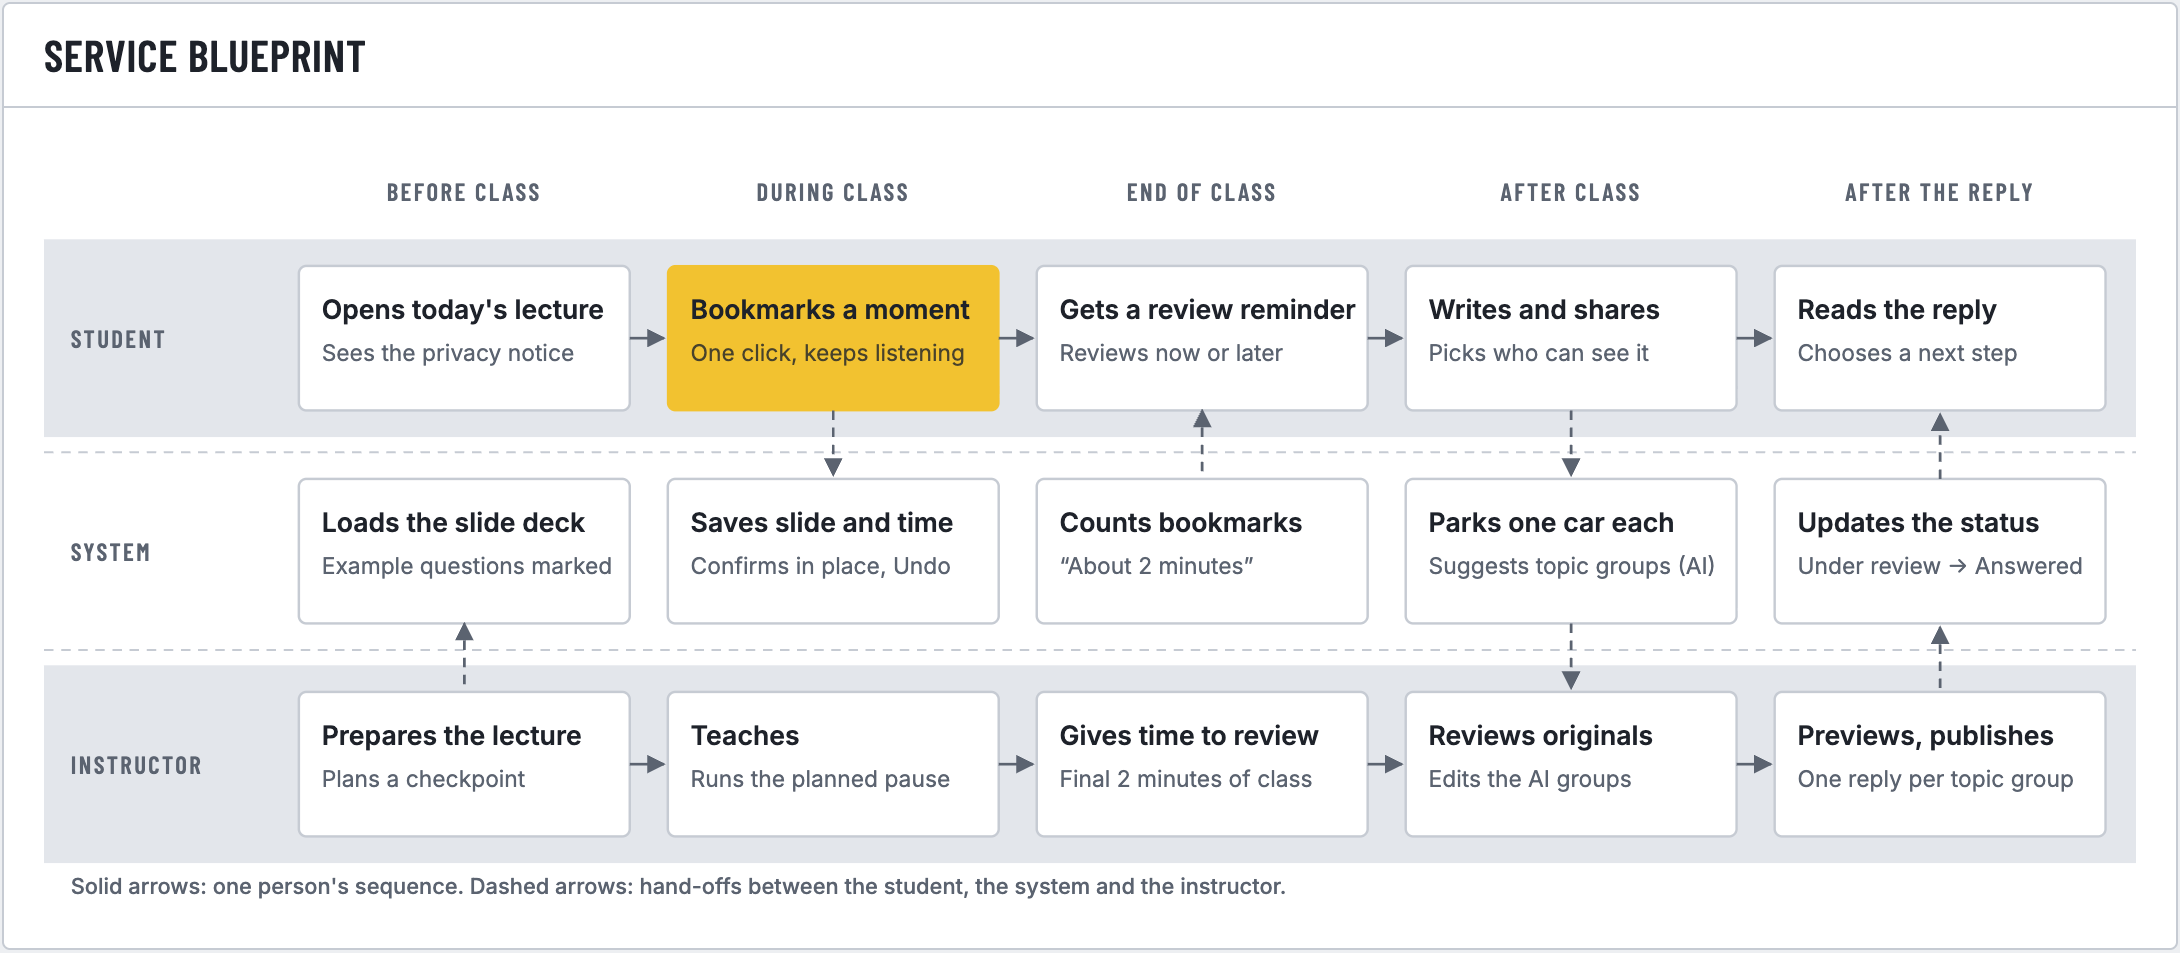 SERVICE BLUEPRINT
BEFORE CLASS
DURING CLASS
END OF CLASS
AFTER CLASS
AFTER THE REPLY
STUDENT
Opens today's lecture
Sees the privacy notice
Bookmarks a moment
One click, keeps listening
Gets a review reminder
Reviews now or later
Writes and shares
Picks who can see it
Reads the reply
Chooses a next step
SYSTEM
Loads the slide deck
Example questions marked
Saves slide and time
Confirms in place, Undo
Counts bookmarks
“About 2 minutes”
Parks one car each
Suggests topic groups (AI)
Updates the status
Under review → Answered
INSTRUCTOR
Prepares the lecture
Plans a checkpoint
Teaches
Runs the planned pause
Gives time to review
Final 2 minutes of class
Reviews originals
Edits the AI groups
Previews, publishes
One reply per topic group
Solid arrows: one person's sequence. Dashed arrows: hand-offs between the student, the system and the instructor.